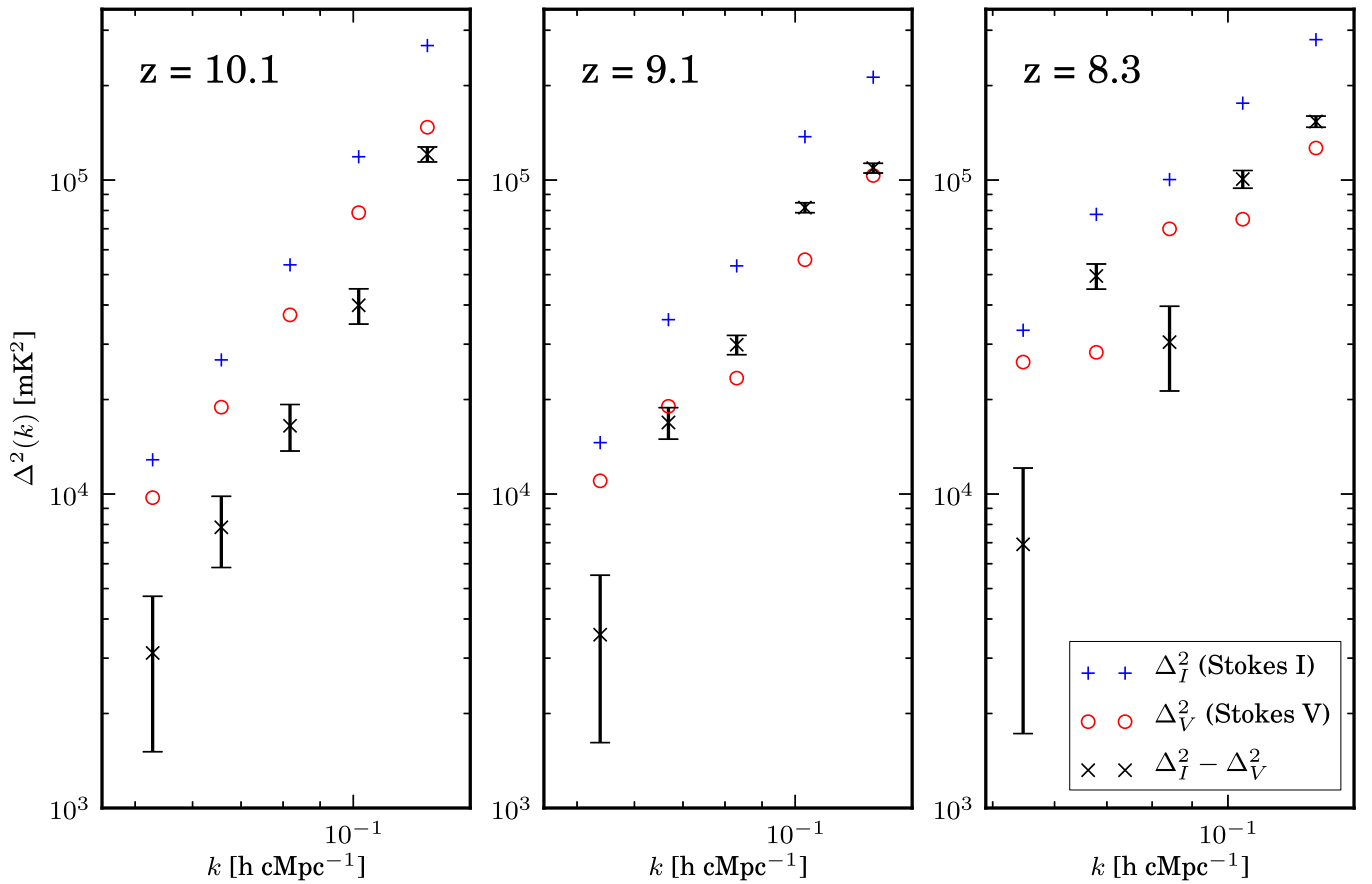 z = 10.1
z = 9.1
z = 8.3
Δ²(k) [mK²]
10⁵
10⁴
10³
10⁻¹
k [h cMpc⁻¹]
10⁵
10⁴
10³
10⁻¹
k [h cMpc⁻¹]
10⁵
10⁴
10³
10⁻¹
k [h cMpc⁻¹]
Δ²_I (Stokes I)
Δ²_V (Stokes V)
Δ²_I − Δ²_V